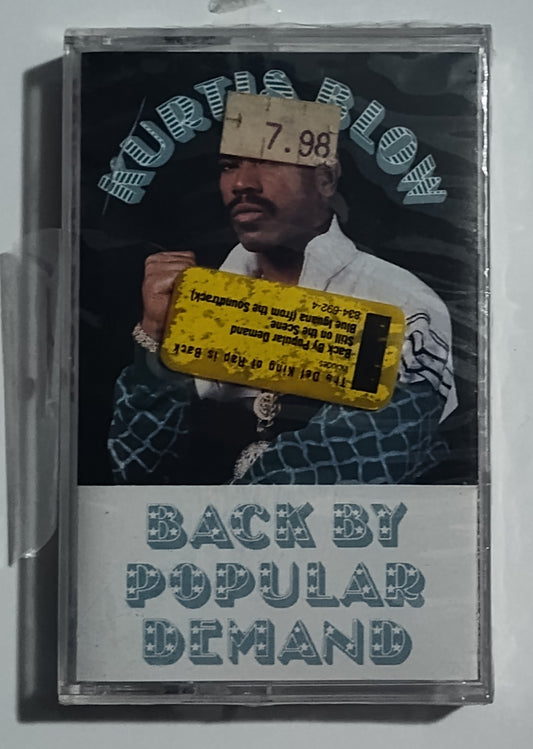 KURTIS BLOW
7.98
The Def King of Rap is Back
Includes:
Back By Popular Demand
Still on the Scene
Blue Iguana (from the Soundtrack)
834-692-4
BACK BY
POPULAR
DEMAND